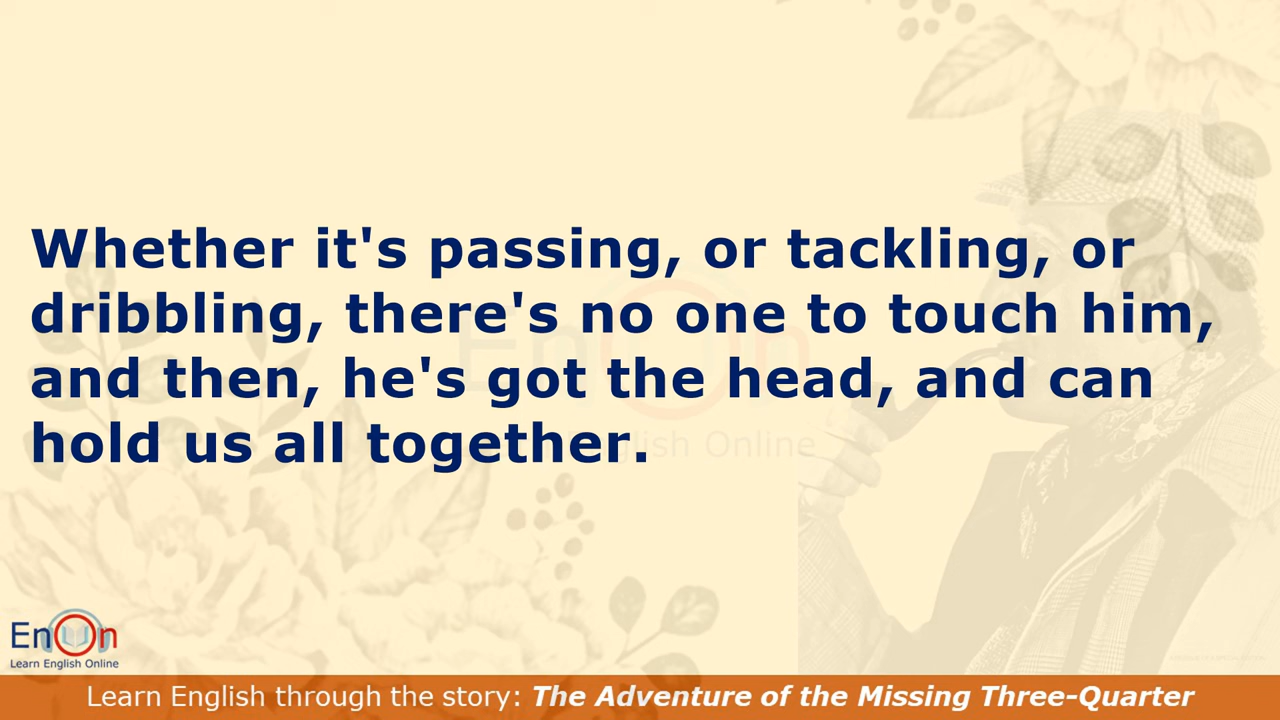 Whether it's passing, or tackling, or
dribbling, there's no one to touch him,
and then, he's got the head, and can
hold us all together.
English Online
EnOn
Learn English Online
Learn English through the story: The Adventure of the Missing Three-Quarter